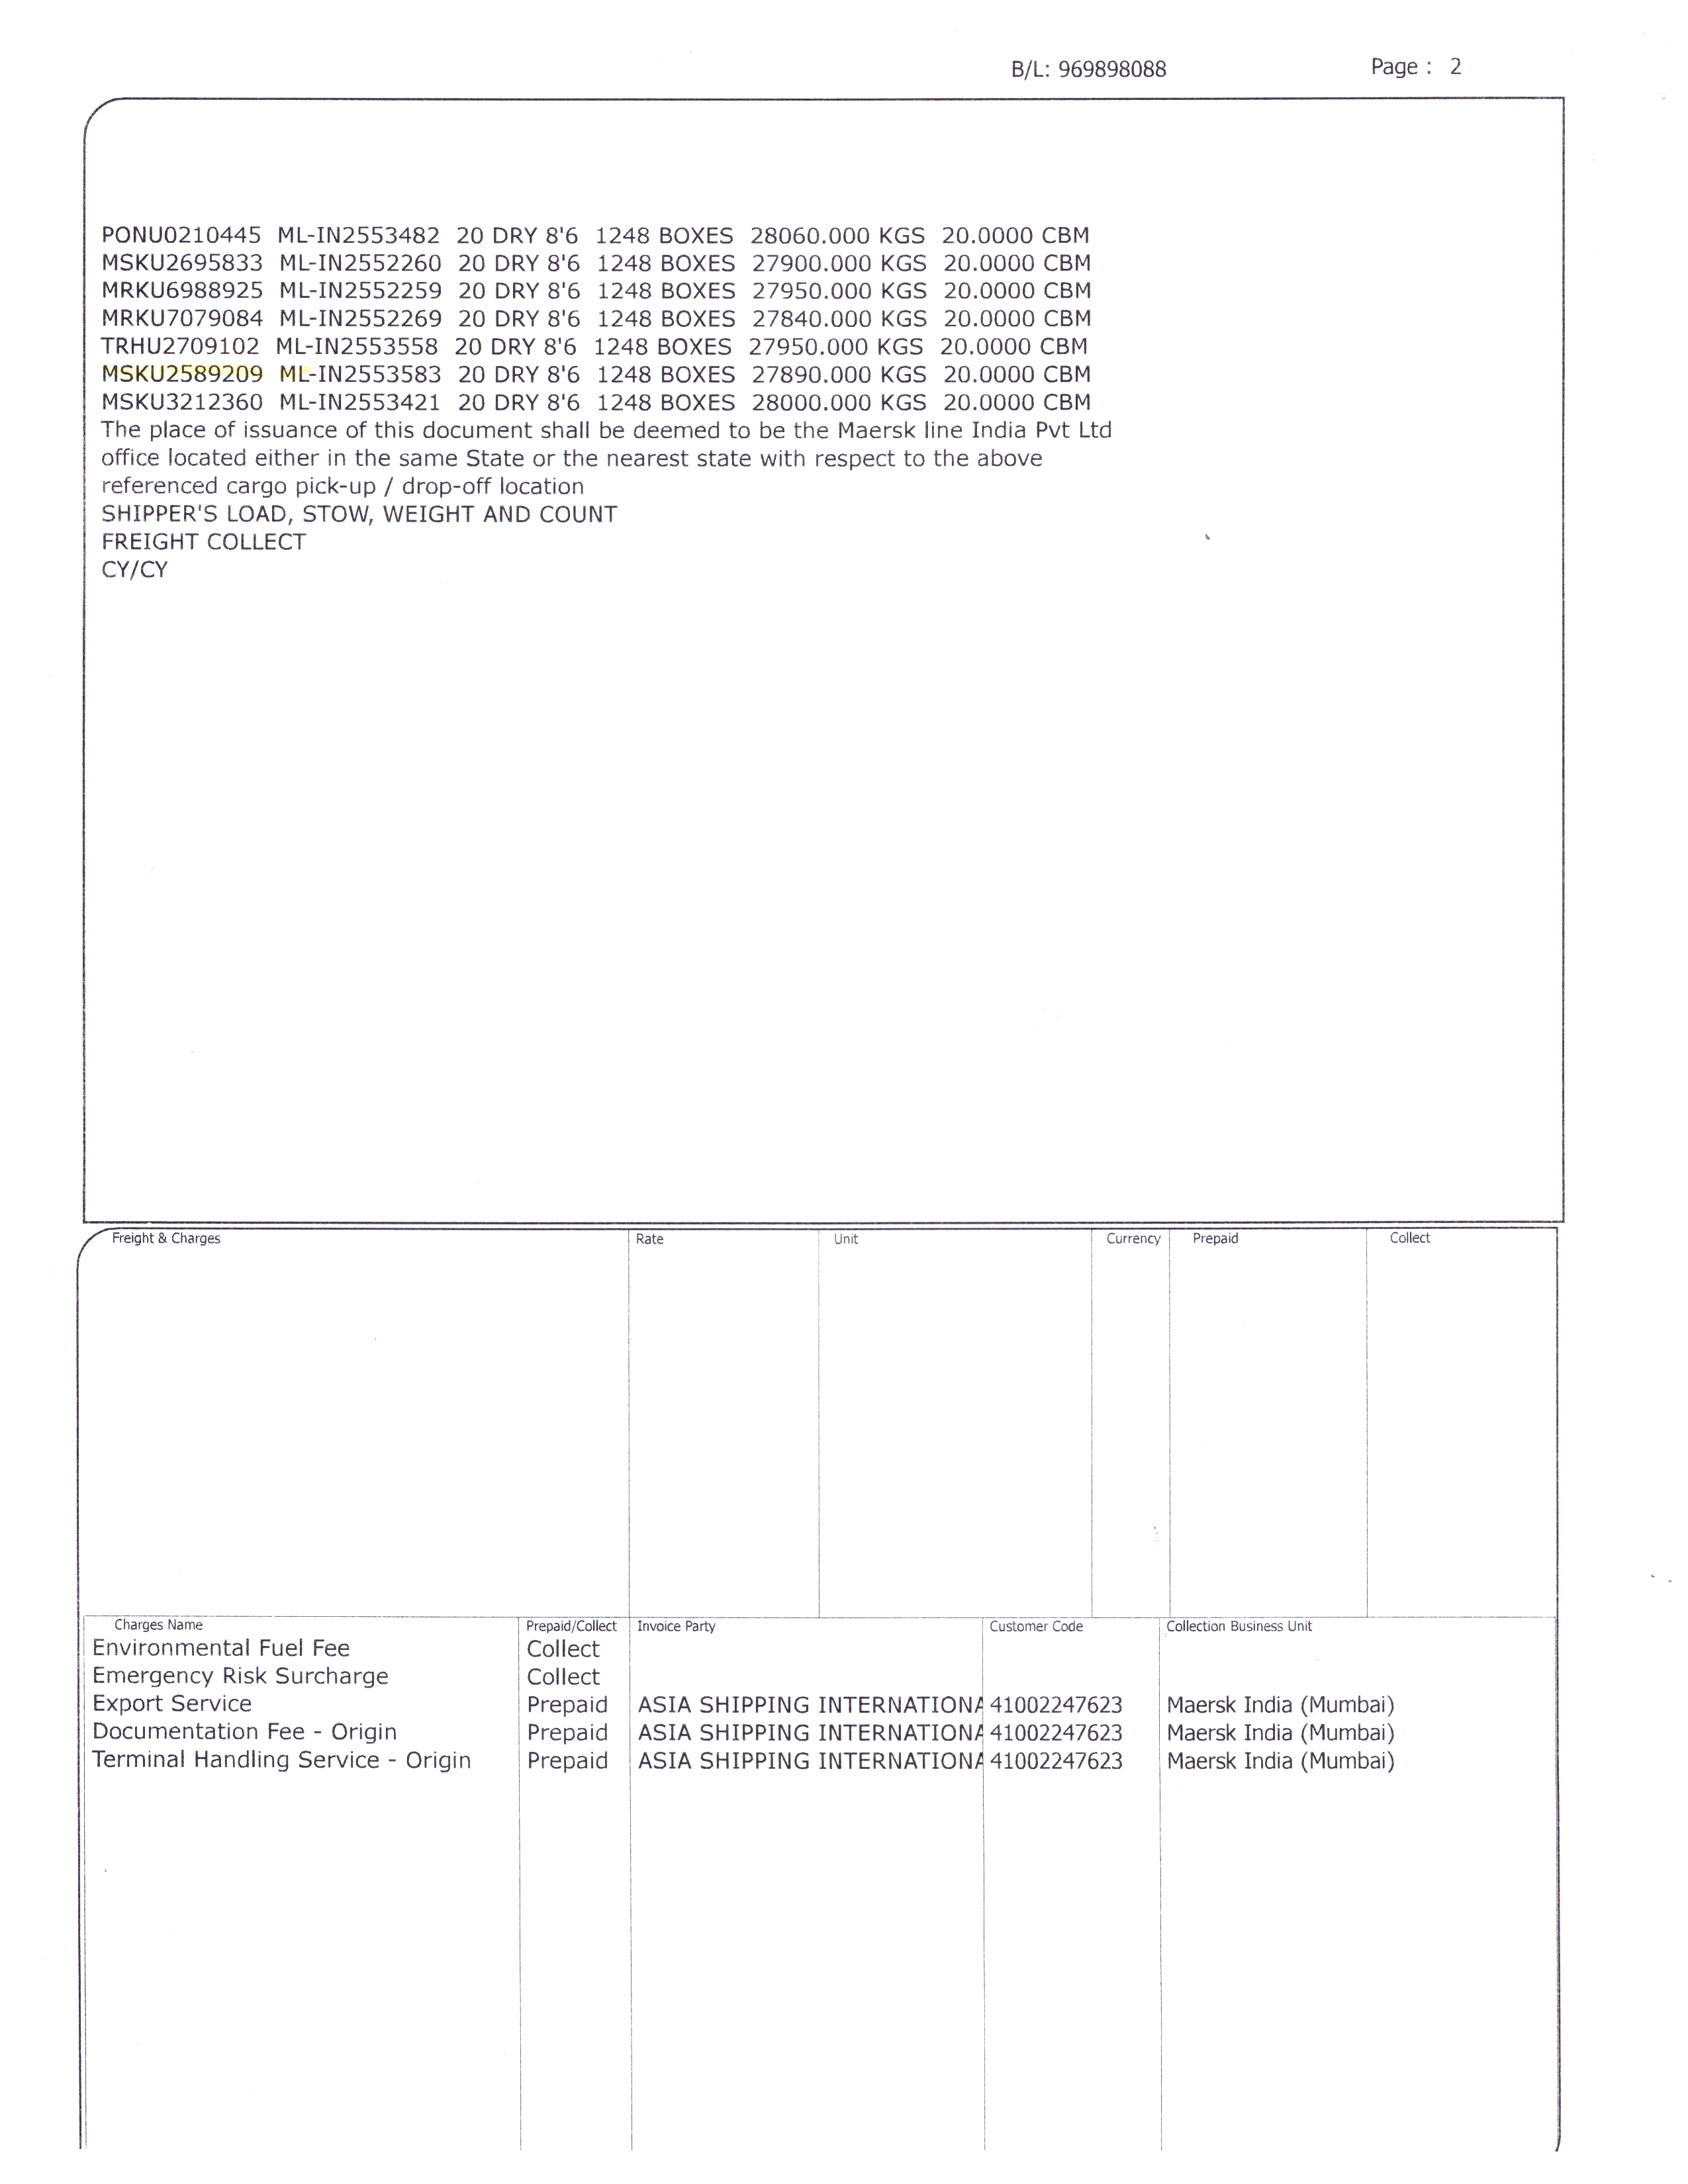 B/L: 969898088 Page : 2
PONU0210445 ML-IN2553482 20 DRY 8'6 1248 BOXES 28060.000 KGS 20.0000 CBM
MSKU2695833 ML-IN2552260 20 DRY 8'6 1248 BOXES 27900.000 KGS 20.0000 CBM
MRKU6988925 ML-IN2552259 20 DRY 8'6 1248 BOXES 27950.000 KGS 20.0000 CBM
MRKU7079084 ML-IN2552269 20 DRY 8'6 1248 BOXES 27840.000 KGS 20.0000 CBM
TRHU2709102 ML-IN2553558 20 DRY 8'6 1248 BOXES 27950.000 KGS 20.0000 CBM
MSKU2589209 ML-IN2553583 20 DRY 8'6 1248 BOXES 27890.000 KGS 20.0000 CBM
MSKU3212360 ML-IN2553421 20 DRY 8'6 1248 BOXES 28000.000 KGS 20.0000 CBM
The place of issuance of this document shall be deemed to be the Maersk line India Pvt Ltd
office located either in the same State or the nearest state with respect to the above
referenced cargo pick-up / drop-off location
SHIPPER'S LOAD, STOW, WEIGHT AND COUNT
FREIGHT COLLECT
CY/CY
Freight & Charges Rate Unit Currency Prepaid Collect
Charges Name Prepaid/Collect Invoice Party Customer Code Collection Business Unit
Environmental Fuel Fee Collect
Emergency Risk Surcharge Collect
Export Service Prepaid ASIA SHIPPING INTERNATIONA 41002247623 Maersk India (Mumbai)
Documentation Fee - Origin Prepaid ASIA SHIPPING INTERNATIONA 41002247623 Maersk India (Mumbai)
Terminal Handling Service - Origin Prepaid ASIA SHIPPING INTERNATIONA 41002247623 Maersk India (Mumbai)